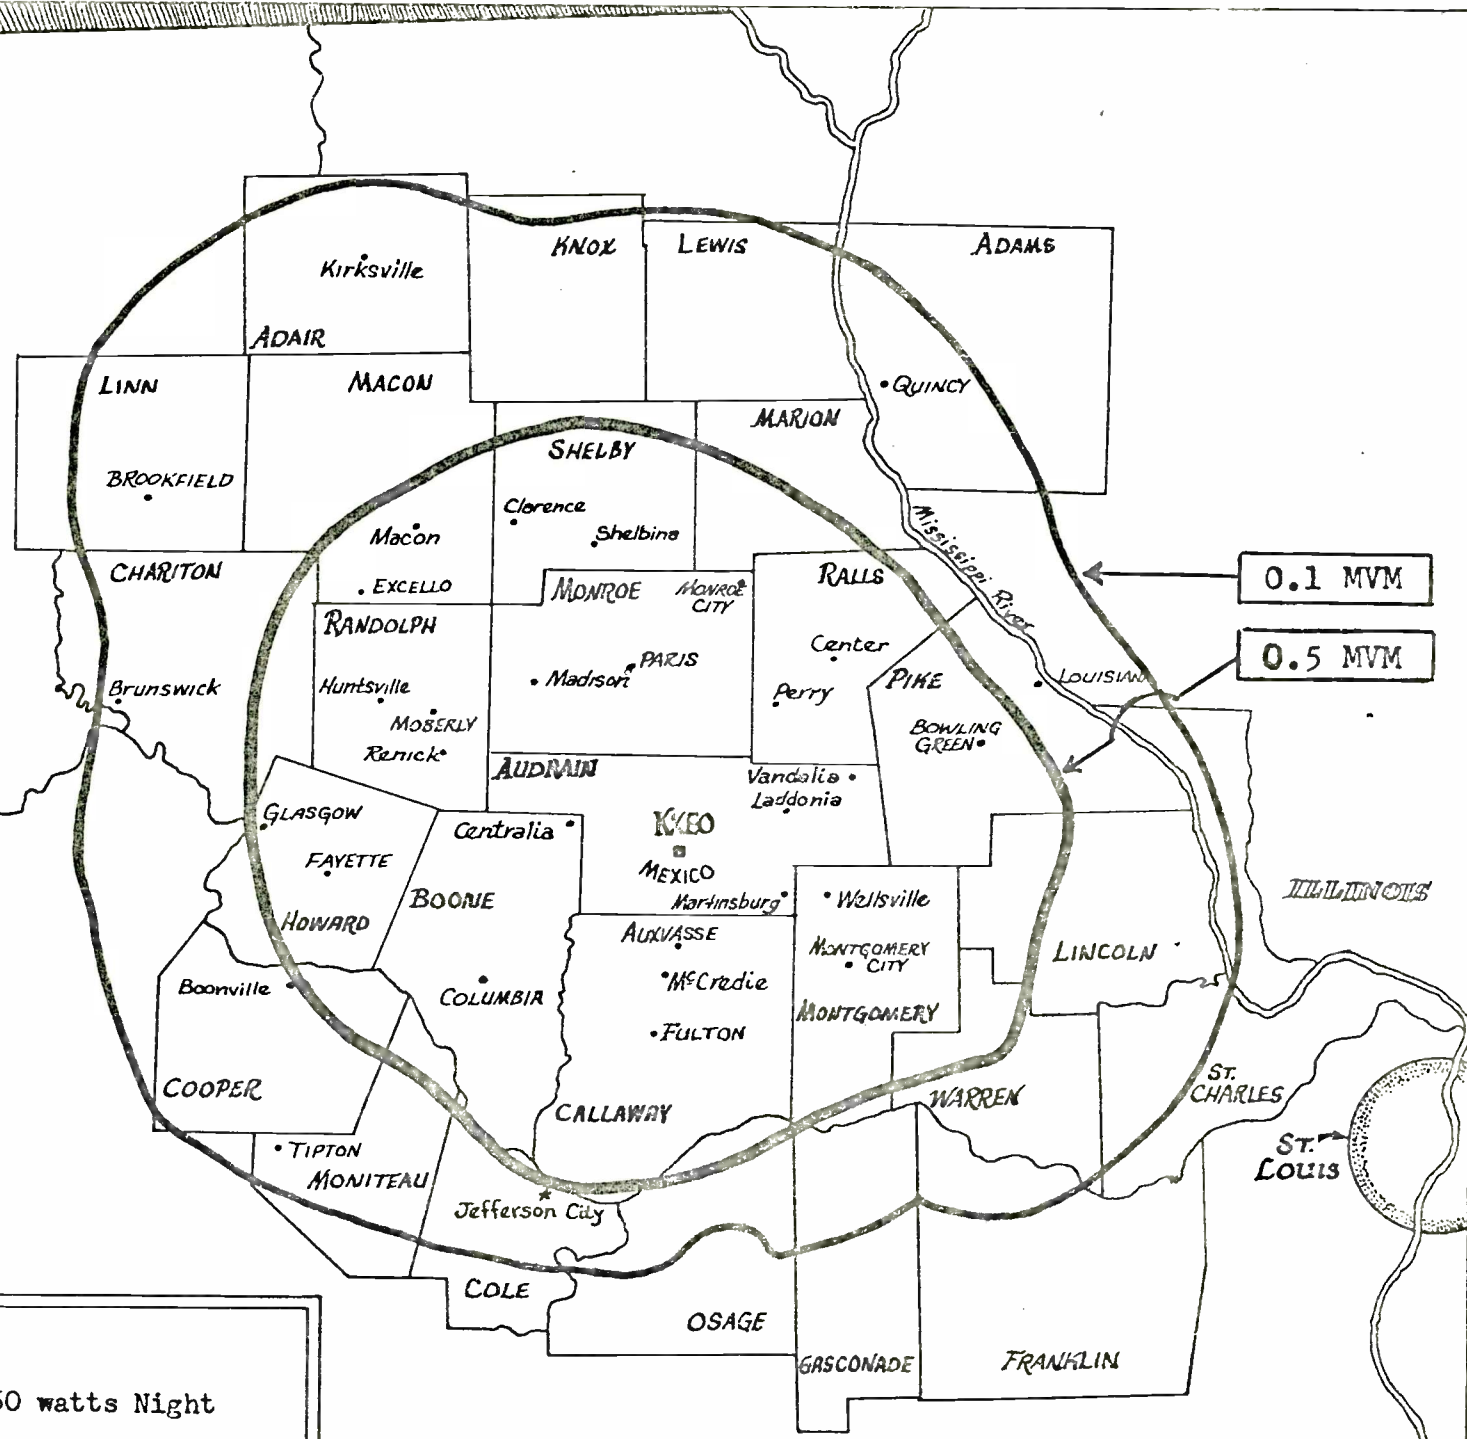 KNOX
LEWIS
ADAMS
Kirksville
ADAIR
LINN
MACON
QUINCY
MARION
SHELBY
BROOKFIELD
Clarence
Shelbina
Macon
EXCELLO
Mississippi River
CHARITON
MONROE
MONROE
CITY
RALLS
0.1 MVM
RANDOLPH
Center
0.5 MVM
PARIS
Madison
PIKE
LOUISIAN
Brunswick
Huntsville
Perry
MOBERLY
BOWLING
GREEN
Renick
AUDRAIN
Vandalia
Laddonia
GLASGOW
Centralia
KXEO
FAYETTE
MEXICO
ILLINOIS
BOONE
Martinsburg
Wellsville
HOWARD
AUXVASSE
MONTGOMERY
CITY
LINCOLN
Boonville
COLUMBIA
McCredie
MONTGOMERY
FULTON
COOPER
CALLAWAY
WARREN
ST.
CHARLES
TIPTON
ST.
LOUIS
MONITEAU
Jefferson City
COLE
OSAGE
GASCONADE
FRANKLIN
50 watts Night